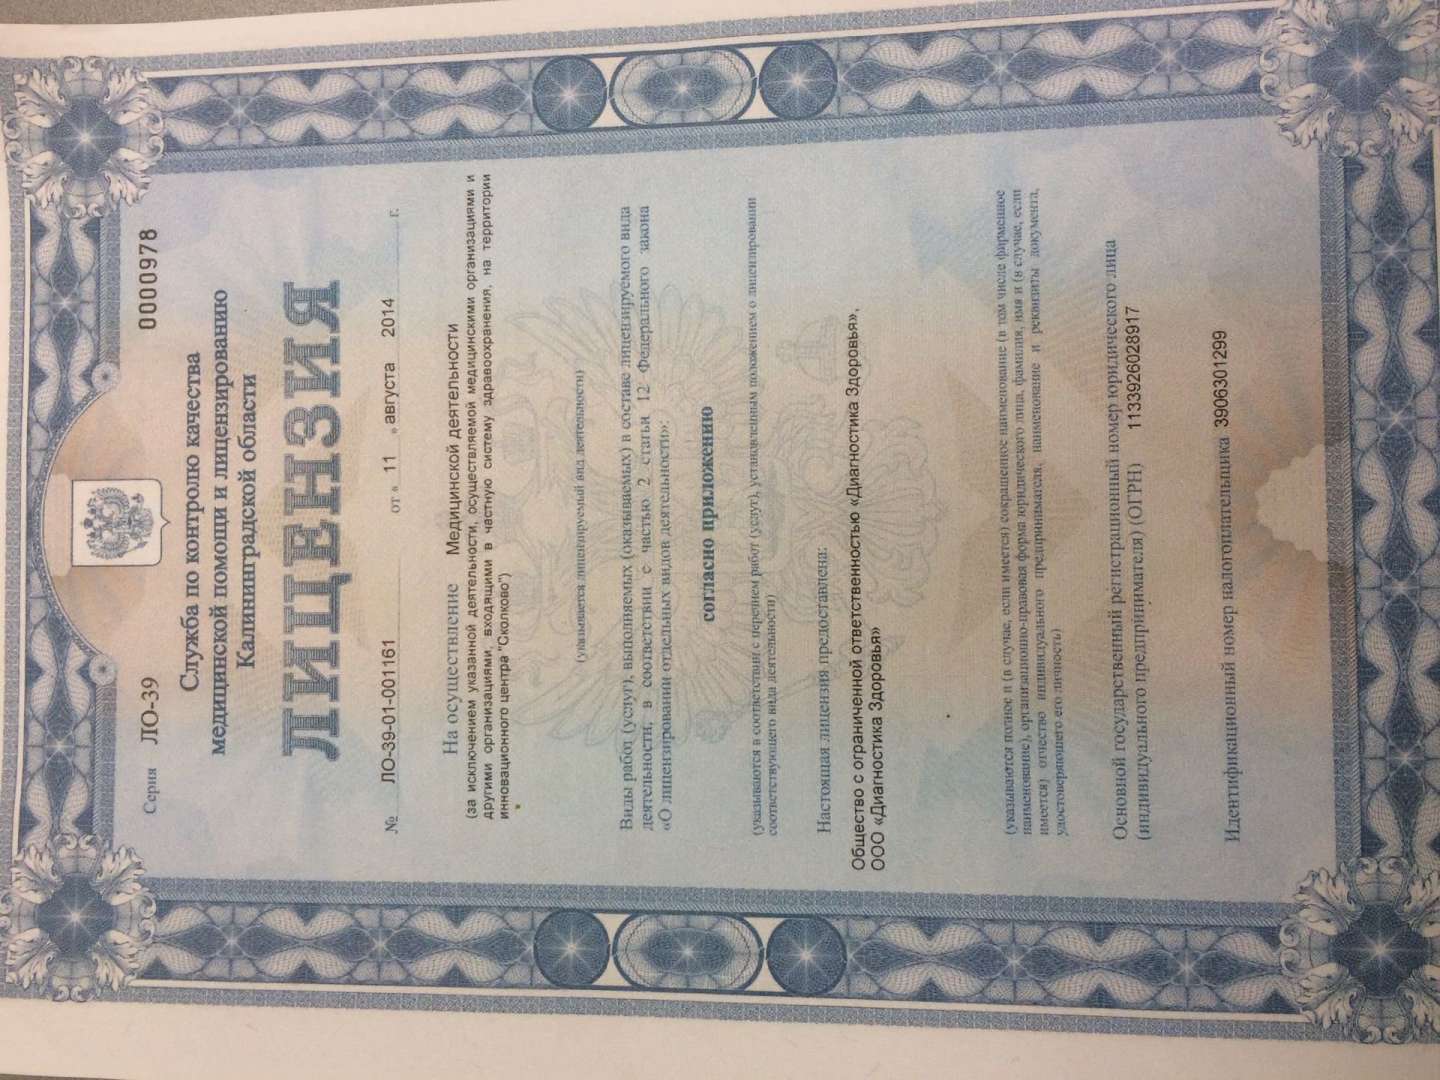 Серия ЛО-39 0000978
Служба по контролю качества
медицинской помощи и лицензированию
Калининградской области
ЛИЦЕНЗИЯ
№ ЛО-39-01-001161 от « 11 » августа 2014 г.
На осуществление Медицинской деятельности
(за исключением указанной деятельности, осуществляемой медицинскими организациями и
другими организациями, входящими в частную систему здравоохранения, на территории
инновационного центра "Сколково")
(указывается лицензируемый вид деятельности)
Виды работ (услуг), выполняемых (оказываемых) в составе лицензируемого вида
деятельности, в соответствии с частью 2 статьи 12 Федерального закона
«О лицензировании отдельных видов деятельности»:
согласно приложению
(указываются в соответствии с перечнем работ (услуг), установленным положением о лицензировании
соответствующего вида деятельности)
Настоящая лицензия предоставлена:
Общество с ограниченной ответственностью «Диагностика Здоровья»,
ООО «Диагностика Здоровья»
(указываются полное и (в случае, если имеется) сокращенное наименование (в том числе фирменное
наименование), организационно-правовая форма юридического лица, фамилия, имя и (в случае, если
имеется) отчество индивидуального предпринимателя, наименование и реквизиты документа,
удостоверяющего его личность)
Основной государственный регистрационный номер юридического лица
(индивидуального предпринимателя) (ОГРН) 1133926028917
Идентификационный номер налогоплательщика 3906301299